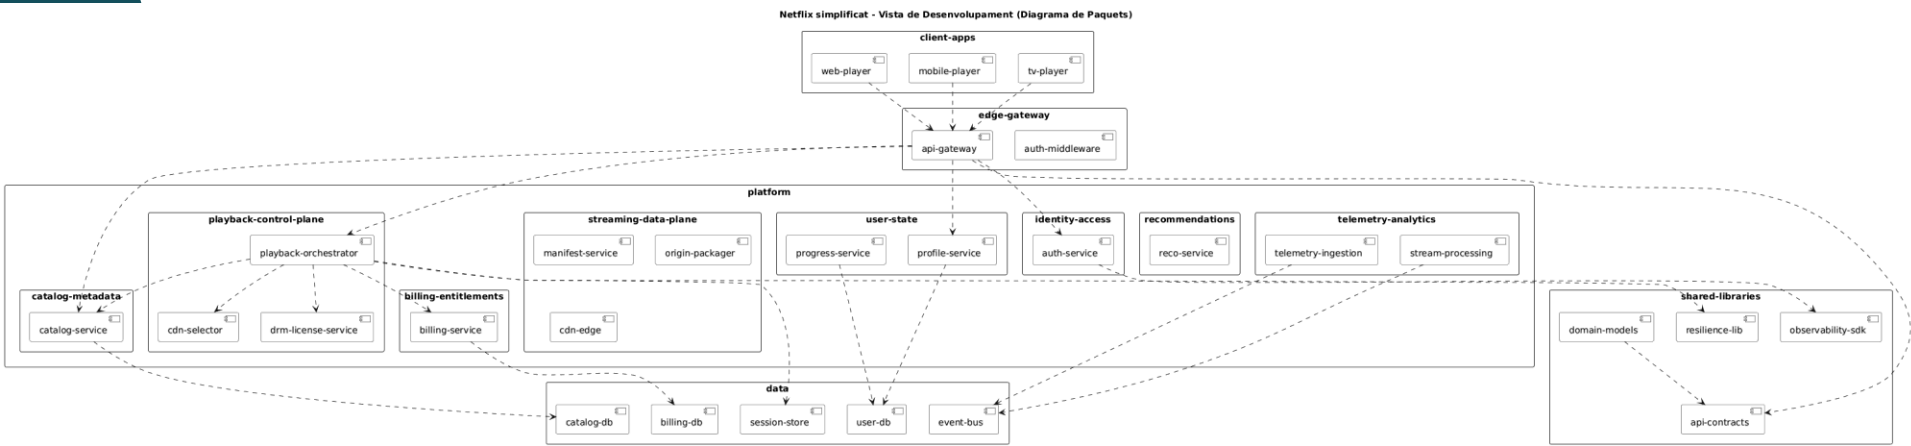 Netflix simplificat - Vista de Desenvolupament (Diagrama de Paquets)
client-apps
web-player
mobile-player
tv-player
edge-gateway
api-gateway
auth-middleware
platform
playback-control-plane
playback-orchestrator
cdn-selector
drm-license-service
streaming-data-plane
manifest-service
origin-packager
cdn-edge
user-state
progress-service
profile-service
identity-access
auth-service
recommendations
reco-service
telemetry-analytics
telemetry-ingestion
stream-processing
catalog-metadata
catalog-service
billing-entitlements
billing-service
shared-libraries
domain-models
resilience-lib
observability-sdk
api-contracts
data
catalog-db
billing-db
session-store
user-db
event-bus